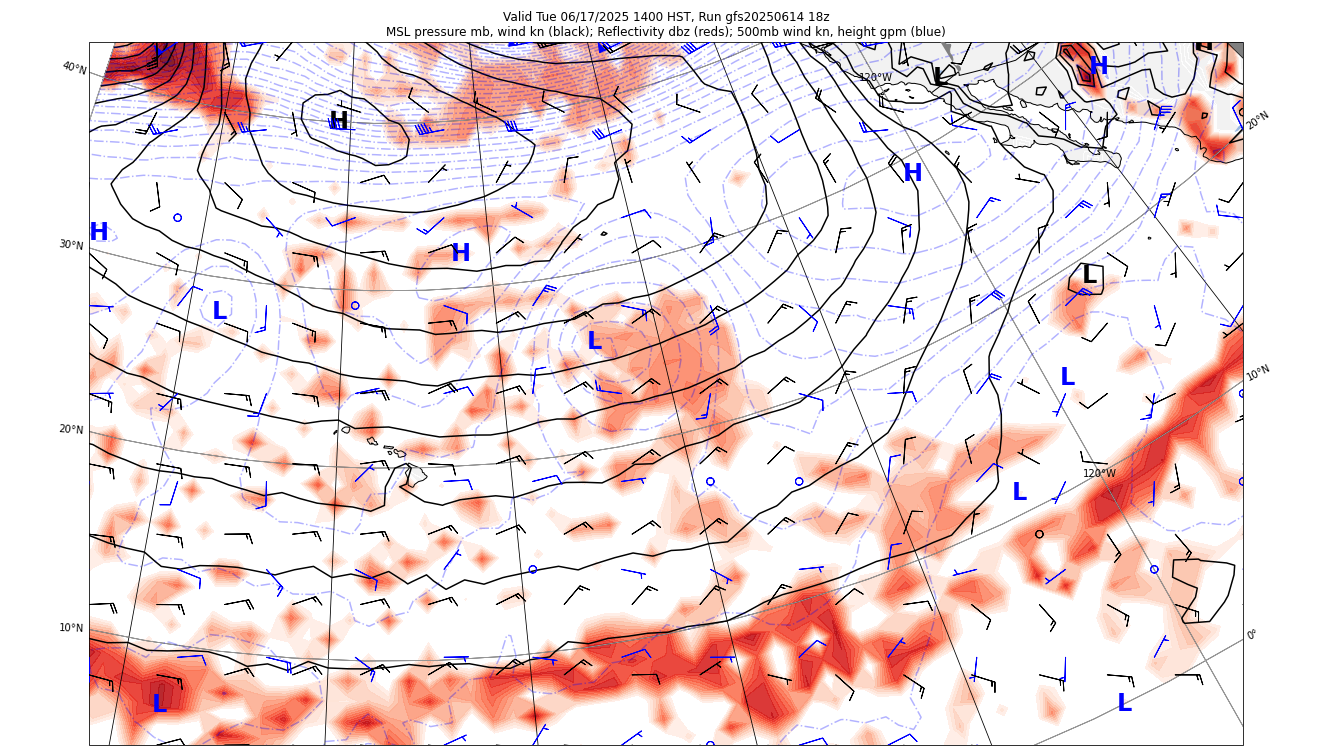 Valid Tue 06/17/2025 1400 HST, Run gfs20250614 18z
MSL pressure mb, wind kn (black); Reflectivity dbz (reds); 500mb wind kn, height gpm (blue)
H
40°N
120°W
L
H
20°N
H
H
H
30°N
H
L
L
L
10°N
L
20°N
120°W
L
10°N
0°
L
L